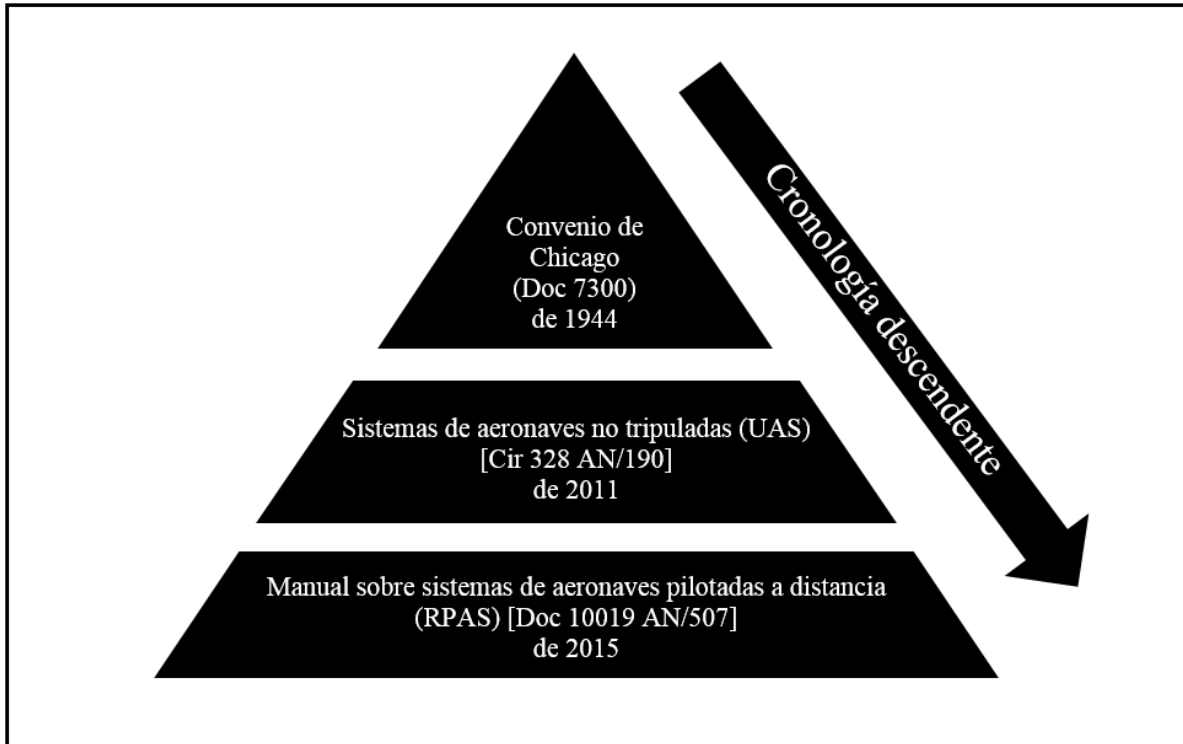 Convenio de
Chicago
(Doc 7300)
de 1944
Cronología descendente
Sistemas de aeronaves no tripuladas (UAS)
[Cir 328 AN/190]
de 2011
Manual sobre sistemas de aeronaves pilotadas a distancia
(RPAS) [Doc 10019 AN/507]
de 2015